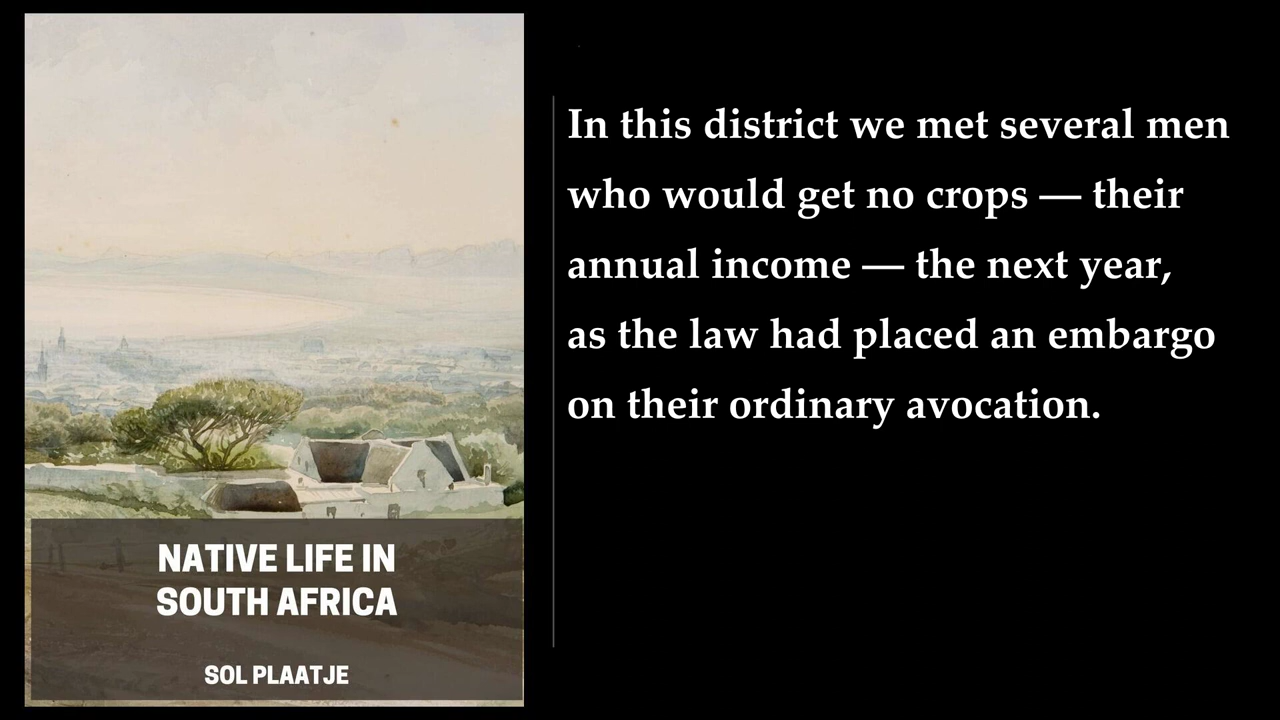 In this district we met several men
who would get no crops — their
annual income — the next year,
as the law had placed an embargo
on their ordinary avocation.
NATIVE LIFE IN
SOUTH AFRICA
SOL PLAATJE